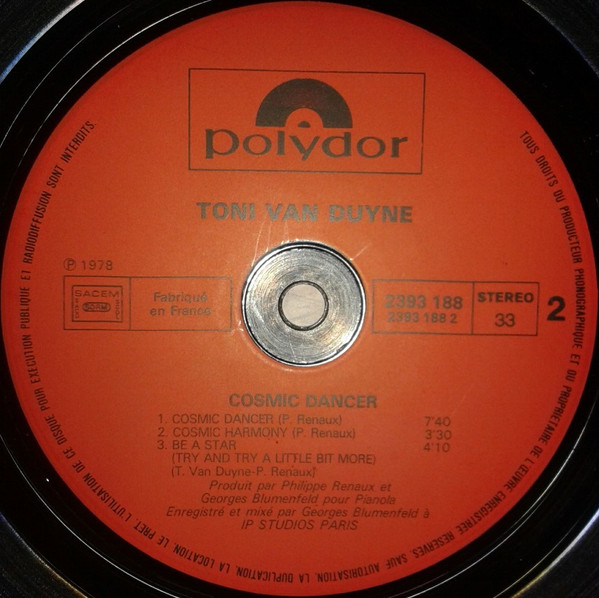 polydor
TONI VAN DUYNE
℗ 1978
SACEM
Fabriqué
en France
2393 188
2393 188 2
STEREO
33
2
COSMIC DANCER
1. COSMIC DANCER (P. Renaux) 7'40
2. COSMIC HARMONY (P. Renaux) 3'30
3. BE A STAR 4'10
(TRY AND TRY A LITTLE BIT MORE)
(T. Van Duyne-P. Renaux)
Produit par Philippe Renaux et
Georges Blumenfeld pour Pianola
Enregistré et mixé par Georges Blumenfeld à
IP STUDIOS PARIS
TOUS DROITS DU PRODUCTEUR PHONOGRAPHIQUE ET DU PROPRIETAIRE DE L'ŒUVRE ENREGISTREE RESERVES. SAUF AUTORISATION, LA DUPLICATION, LA LOCATION, LE PRET, L'UTILISATION DE CE DISQUE POUR EXECUTION PUBLIQUE ET RADIODIFFUSION SONT INTERDITS.